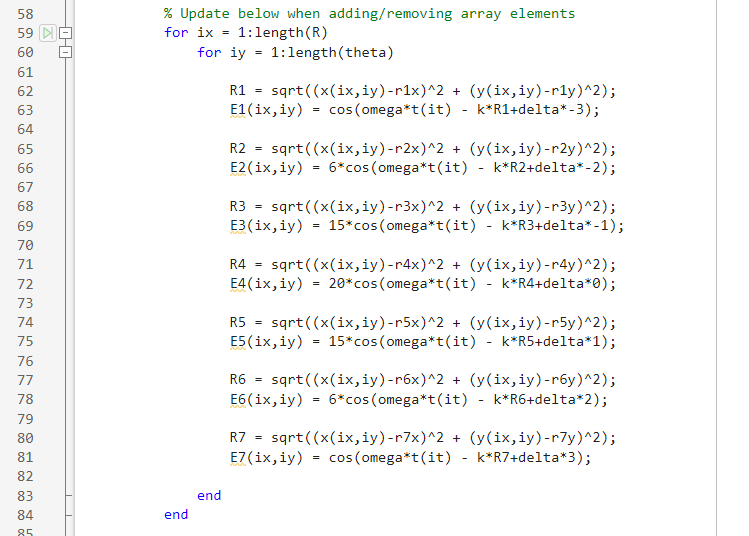 58 % Update below when adding/removing array elements
59 for ix = 1:length(R)
60 for iy = 1:length(theta)
61
62 R1 = sqrt((x(ix,iy)-r1x)^2 + (y(ix,iy)-r1y)^2);
63 E1(ix,iy) = cos(omega*t(it) - k*R1+delta*-3);
64
65 R2 = sqrt((x(ix,iy)-r2x)^2 + (y(ix,iy)-r2y)^2);
66 E2(ix,iy) = 6*cos(omega*t(it) - k*R2+delta*-2);
67
68 R3 = sqrt((x(ix,iy)-r3x)^2 + (y(ix,iy)-r3y)^2);
69 E3(ix,iy) = 15*cos(omega*t(it) - k*R3+delta*-1);
70
71 R4 = sqrt((x(ix,iy)-r4x)^2 + (y(ix,iy)-r4y)^2);
72 E4(ix,iy) = 20*cos(omega*t(it) - k*R4+delta*0);
73
74 R5 = sqrt((x(ix,iy)-r5x)^2 + (y(ix,iy)-r5y)^2);
75 E5(ix,iy) = 15*cos(omega*t(it) - k*R5+delta*1);
76
77 R6 = sqrt((x(ix,iy)-r6x)^2 + (y(ix,iy)-r6y)^2);
78 E6(ix,iy) = 6*cos(omega*t(it) - k*R6+delta*2);
79
80 R7 = sqrt((x(ix,iy)-r7x)^2 + (y(ix,iy)-r7y)^2);
81 E7(ix,iy) = cos(omega*t(it) - k*R7+delta*3);
82
83 end
84 end
85